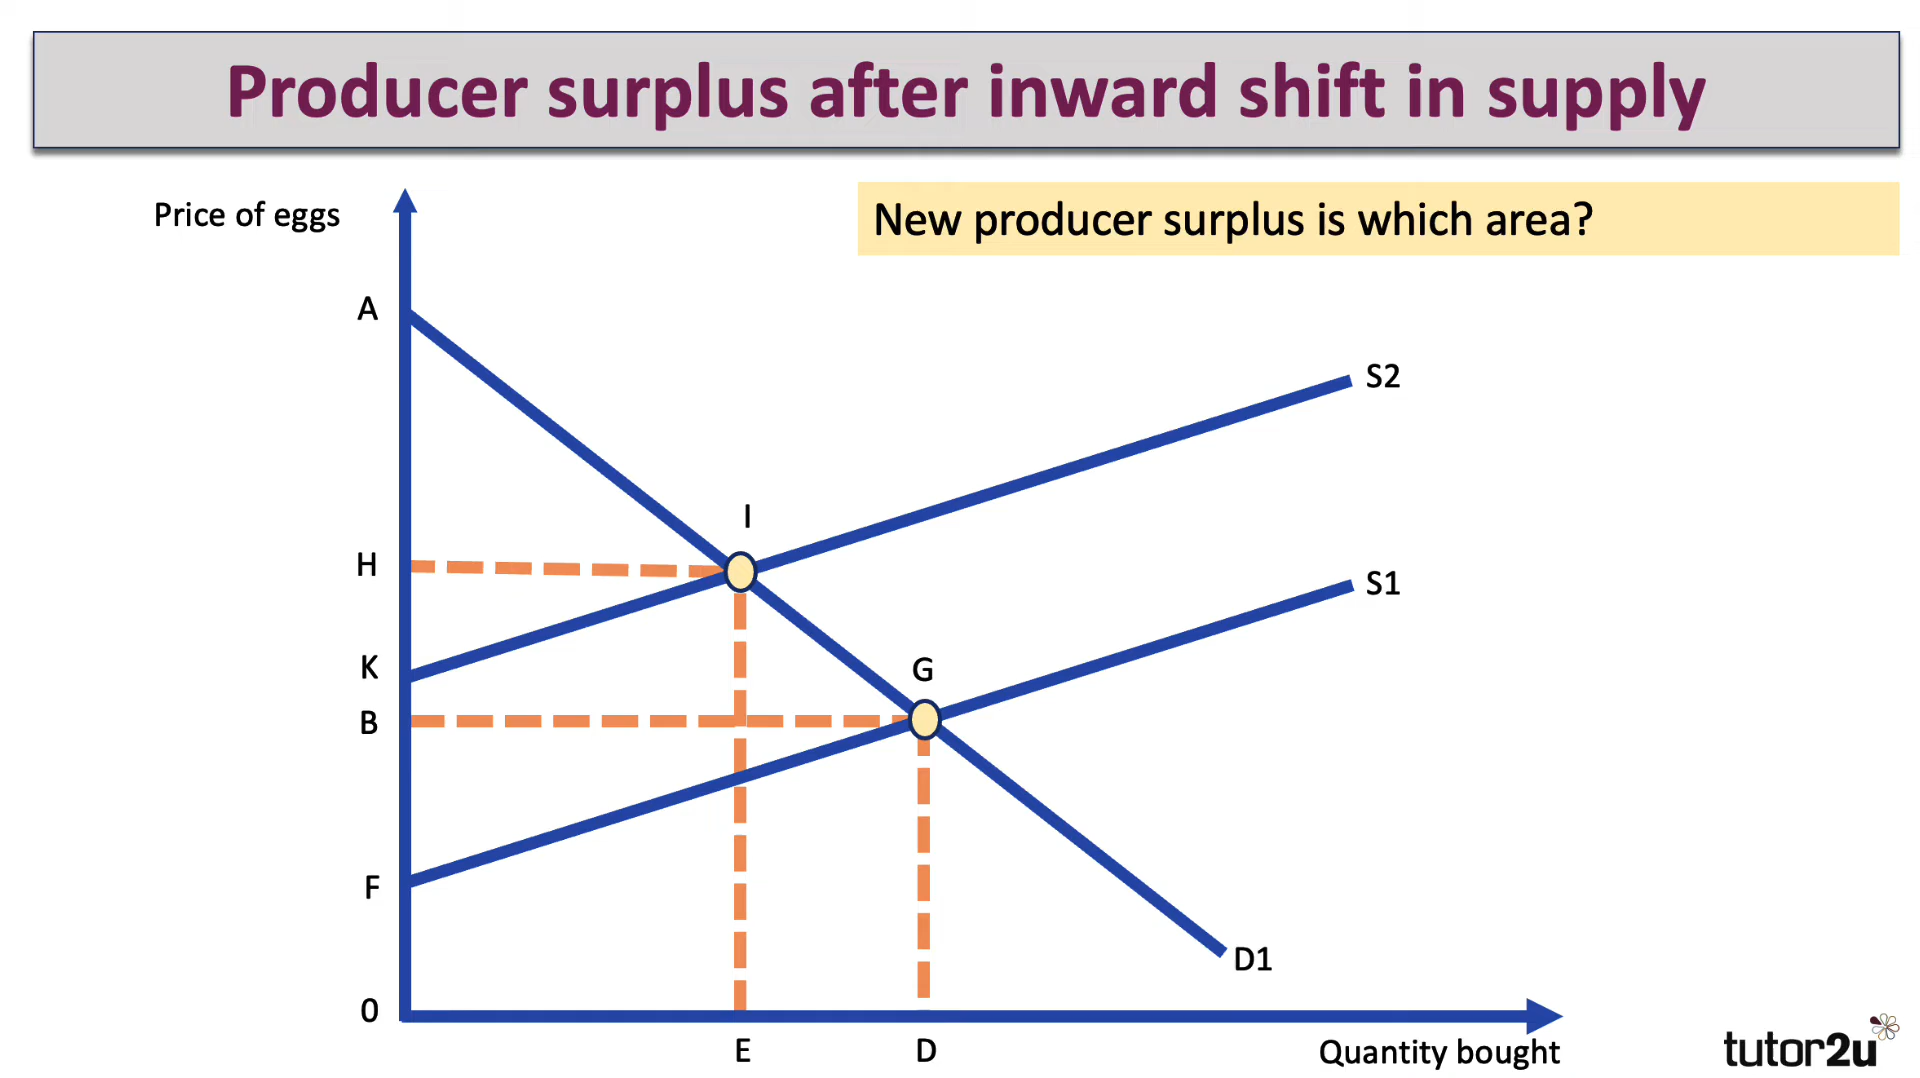 Producer surplus after inward shift in supply
Price of eggs
New producer surplus is which area?
A
S2
I
H
S1
K
G
B
F
D1
0
E
D
Quantity bought
tutor2u